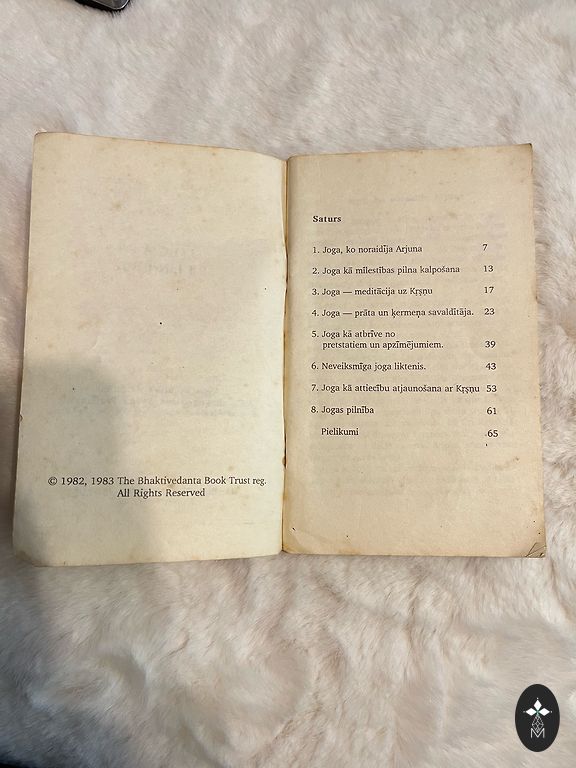 © 1982, 1983 The Bhaktivedanta Book Trust reg.
All Rights Reserved
Saturs
1. Joga, ko noraidīja Arjuna 7
2. Joga kā mīlestības pilna kalpošana 13
3. Joga — meditācija uz Kṛṣṇu 17
4. Joga — prāta un ķermeņa savaldītāja. 23
5. Joga kā atbrīve no
pretstatiem un apzīmējumiem. 39
6. Neveiksmīga joga liktenis. 43
7. Joga kā attiecību atjaunošana ar Kṛṣṇu 53
8. Jogas pilnība 61
Pielikumi 65
M